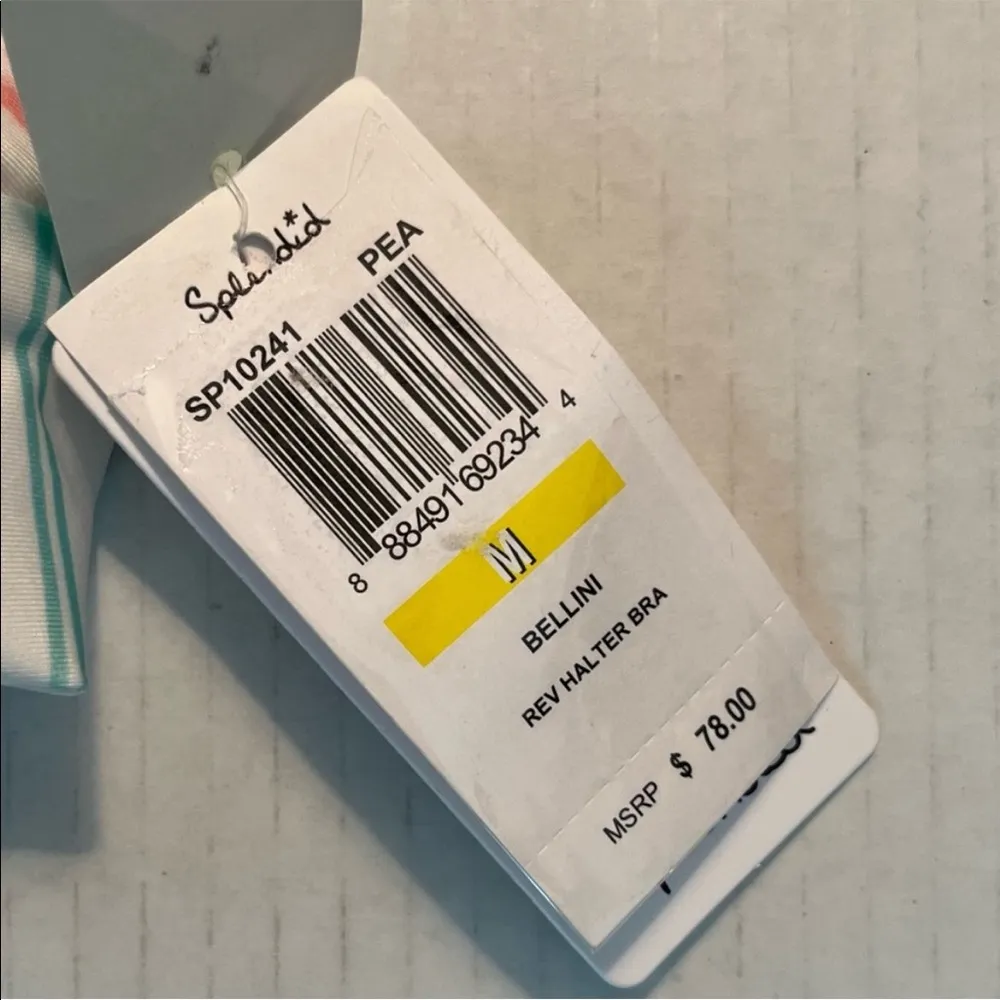 Splendid*
SP10241 PEA
8 88491 69234 4
M
BELLINI
REV HALTER BRA
MSRP $ 78.00